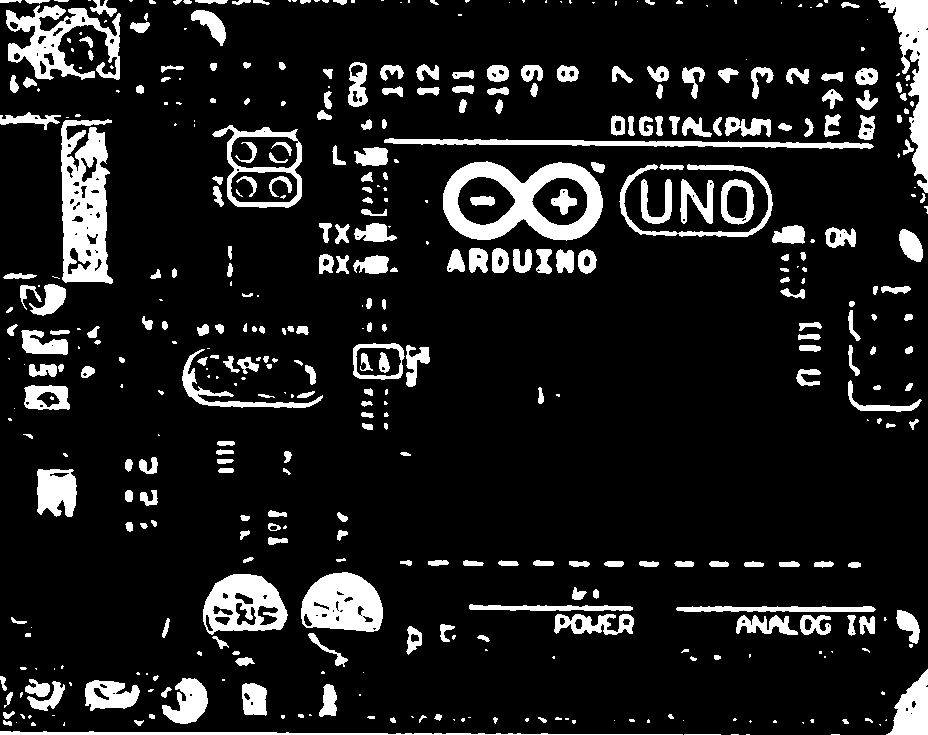 GND 13 12 ~11 ~10 ~9 8 7 ~6 ~5 4 ~3 2 TX→1 RX←0
DIGITAL(PWM~)
L
UNO
TX
ON
RX
ARDUINO
POWER
ANALOG IN